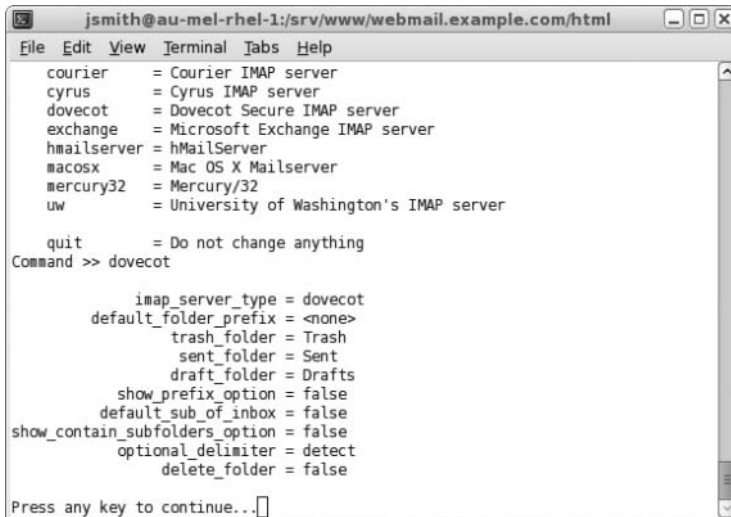 jsmith@au-mel-rhel-1:/srv/www/webmail.example.com/html
File Edit View Terminal Tabs Help
courier = Courier IMAP server
cyrus = Cyrus IMAP server
dovecot = Dovecot Secure IMAP server
exchange = Microsoft Exchange IMAP server
hmailserver = hMailServer
macosx = Mac OS X Mailserver
mercury32 = Mercury/32
uw = University of Washington's IMAP server
quit = Do not change anything
Command >> dovecot
imap_server_type = dovecot
default_folder_prefix = <none>
trash_folder = Trash
sent_folder = Sent
draft_folder = Drafts
show_prefix_option = false
default_sub_of_inbox = false
show_contain_subfolders_option = false
optional_delimiter = detect
delete_folder = false
Press any key to continue...